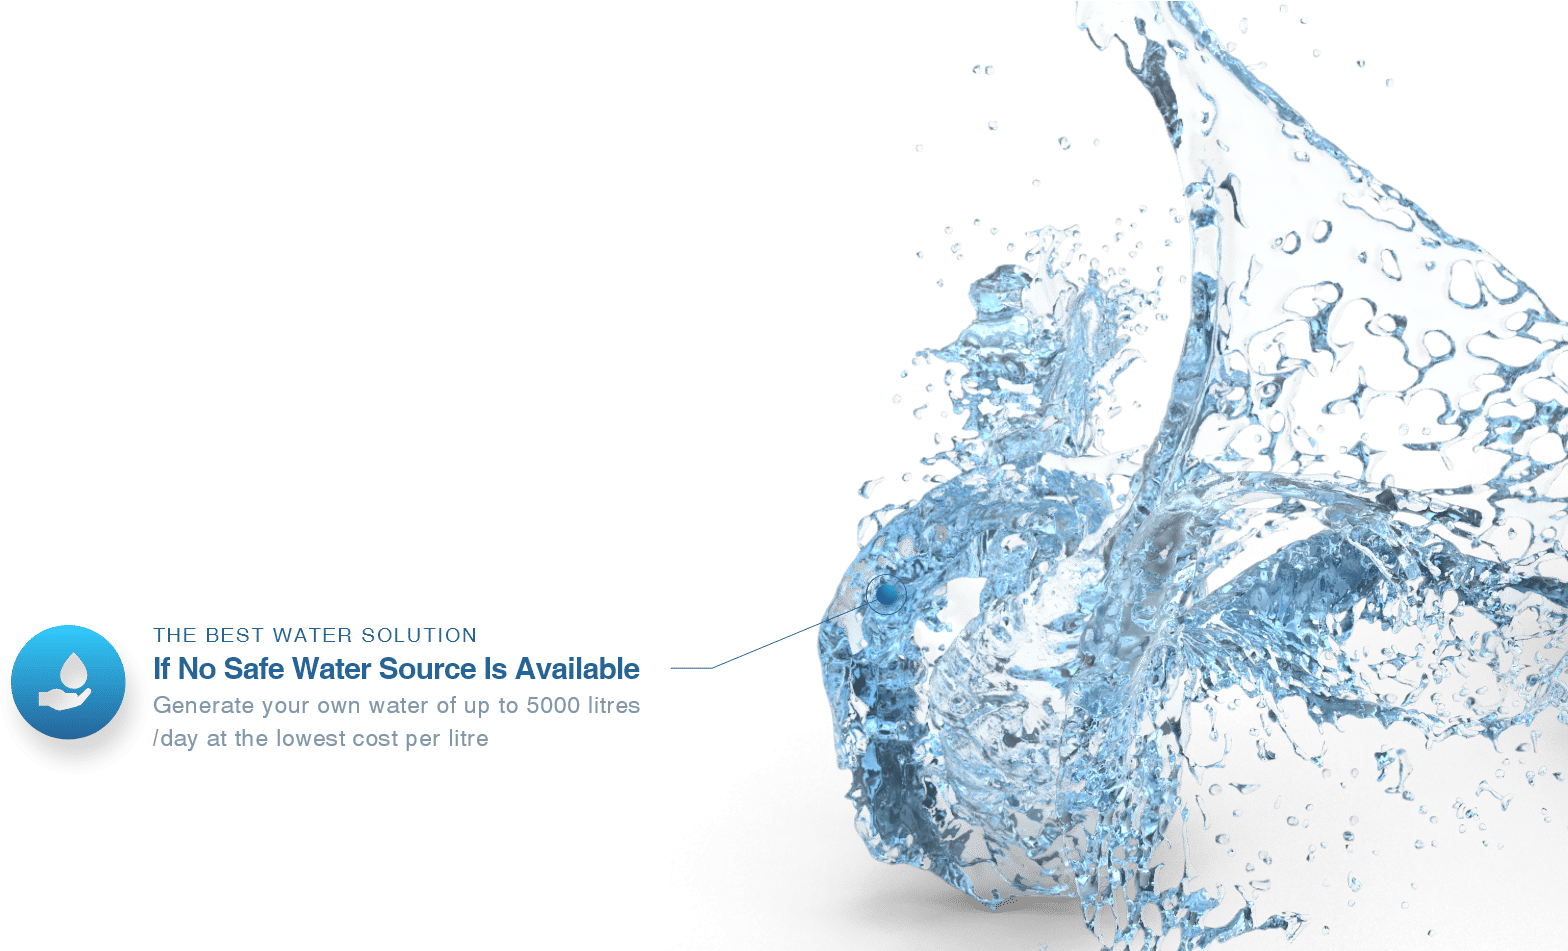 THE BEST WATER SOLUTION
If No Safe Water Source Is Available
Generate your own water of up to 5000 litres
/day at the lowest cost per litre